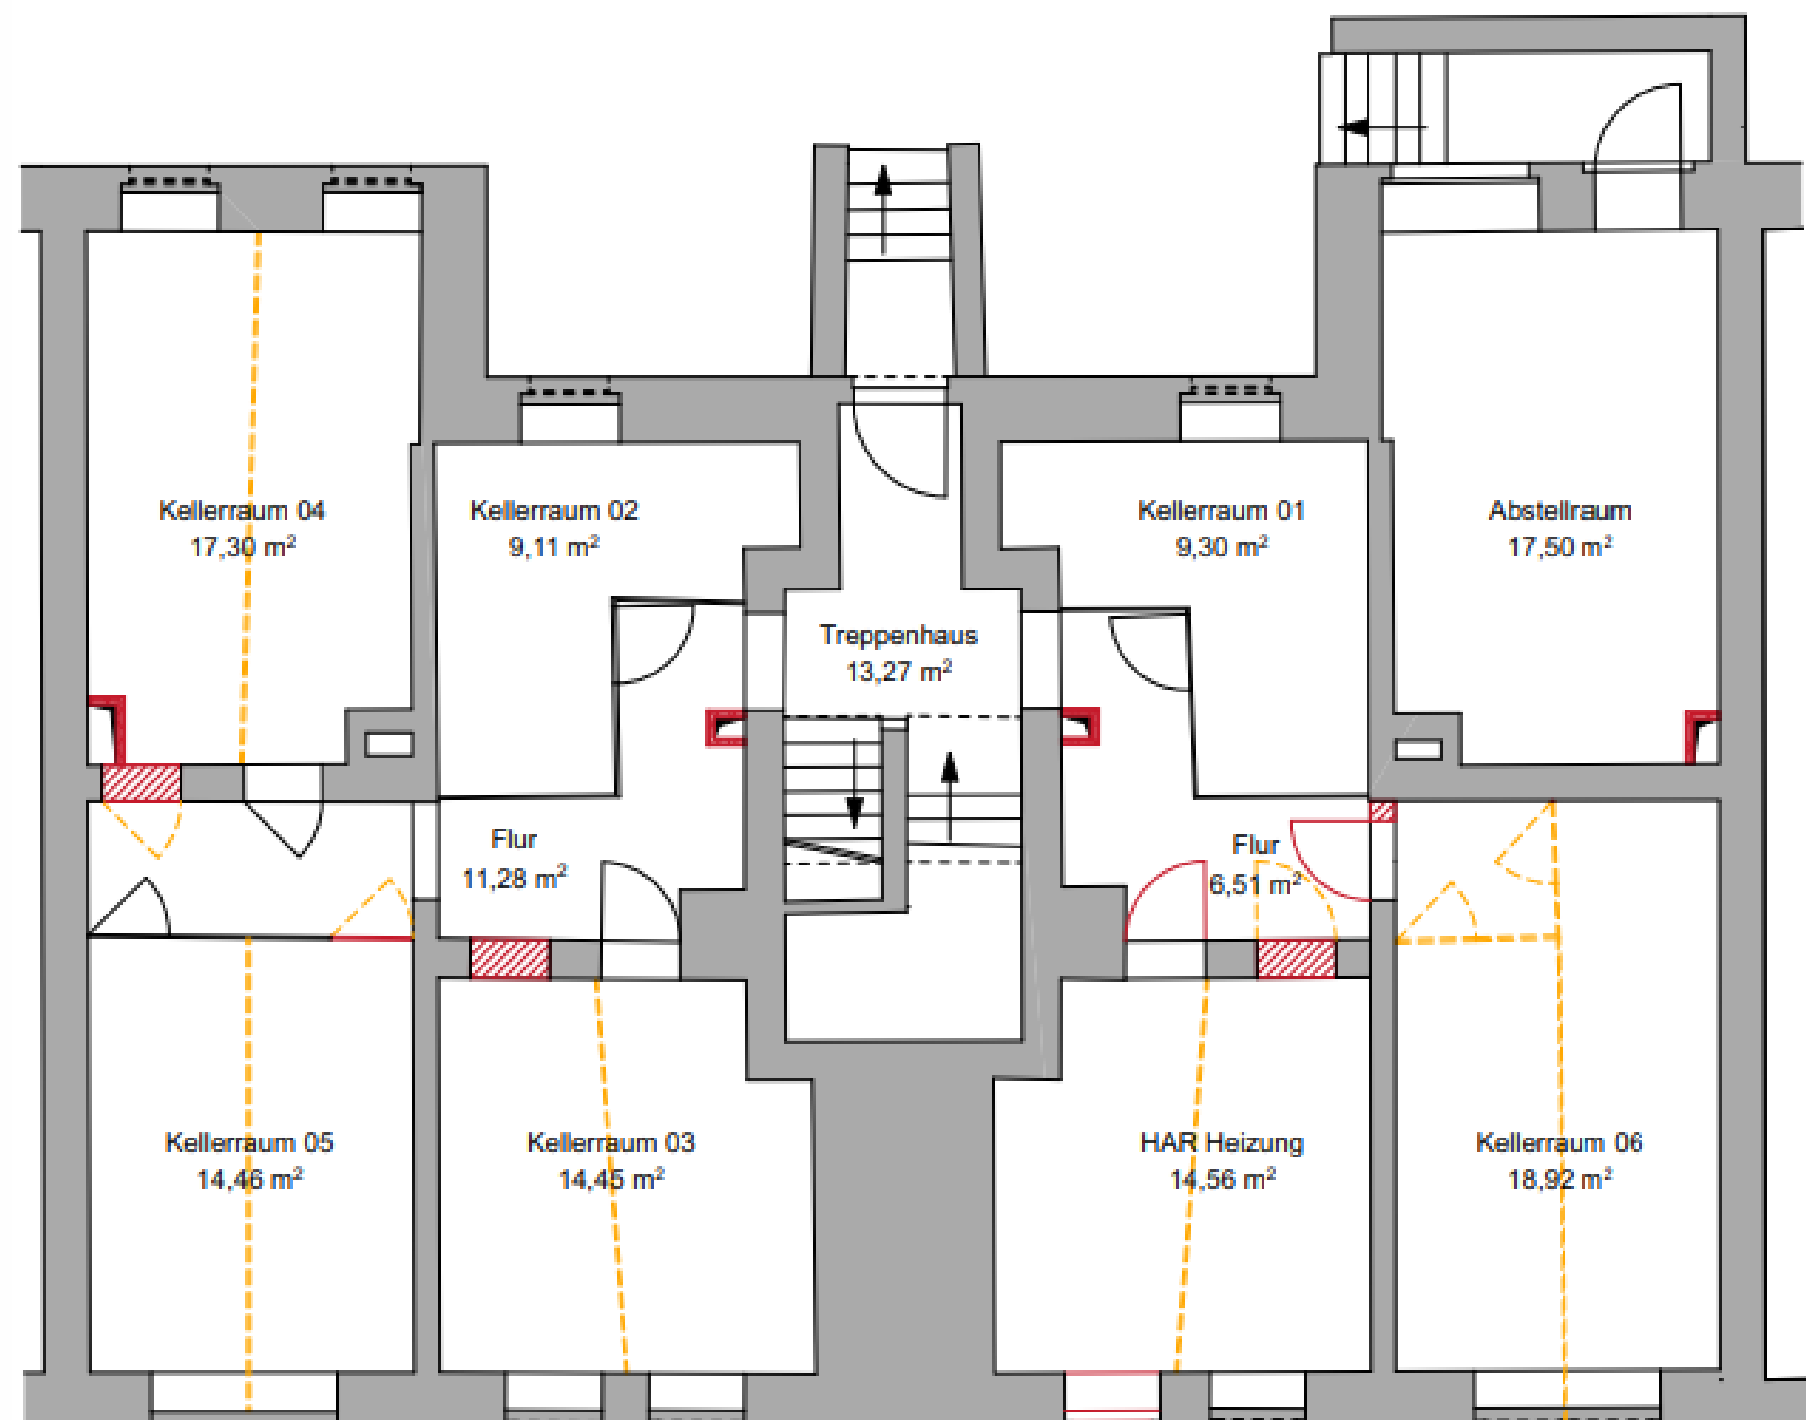 Kellerraum 04
17,30 m²
Kellerraum 02
9,11 m²
Kellerraum 01
9,30 m²
Abstellraum
17,50 m²
Treppenhaus
13,27 m²
Flur
11,28 m²
Flur
6,51 m²
Kellerraum 05
14,46 m²
Kellerraum 03
14,45 m²
HAR Heizung
14,56 m²
Kellerraum 06
18,92 m²